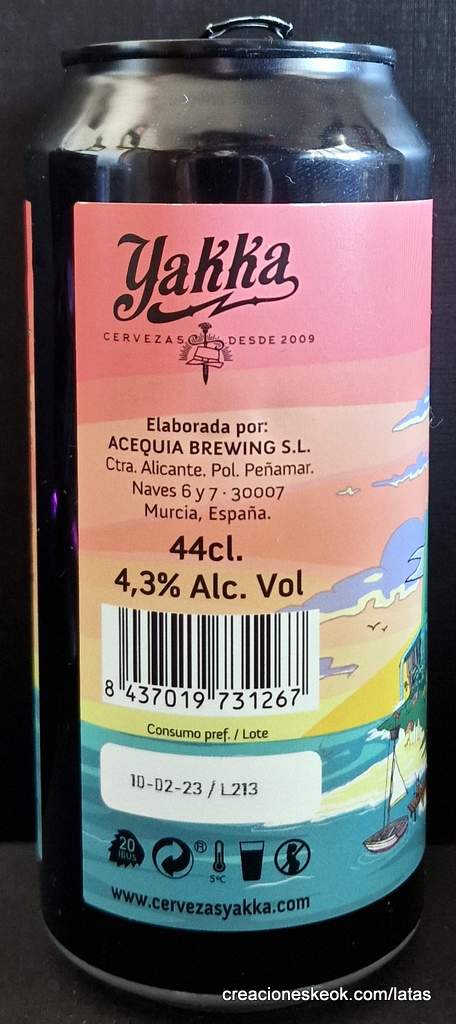 Yakka
CERVEZAS DESDE 2009
Elaborada por:
ACEQUIA BREWING S.L.
Ctra. Alicante. Pol. Peñamar.
Naves 6 y 7 · 30007
Murcia, España.
44cl.
4,3% Alc. Vol
8 437019 731267
Consumo pref. / Lote
10-02-23 / L213
20
IBUS
®
5ºC
www.cervezasyakka.com
creacioneskeok.com/latas